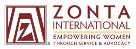 ZONTA
INTERNATIONAL
EMPOWERING WOMEN
THROUGH SERVICE & ADVOCACY